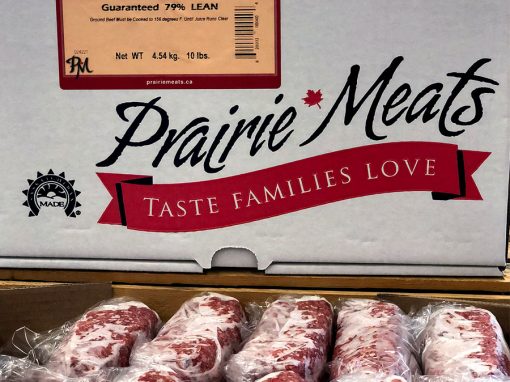 Guaranteed 79% LEAN
Ground Beef Must be Cooked to 156 degrees F. Until Juice Runs Clear
PM
Net WT 4.54 kg. 10 lbs.
prairiemeats.ca
Prairie Meats
TASTE FAMILIES LOVE
MADE